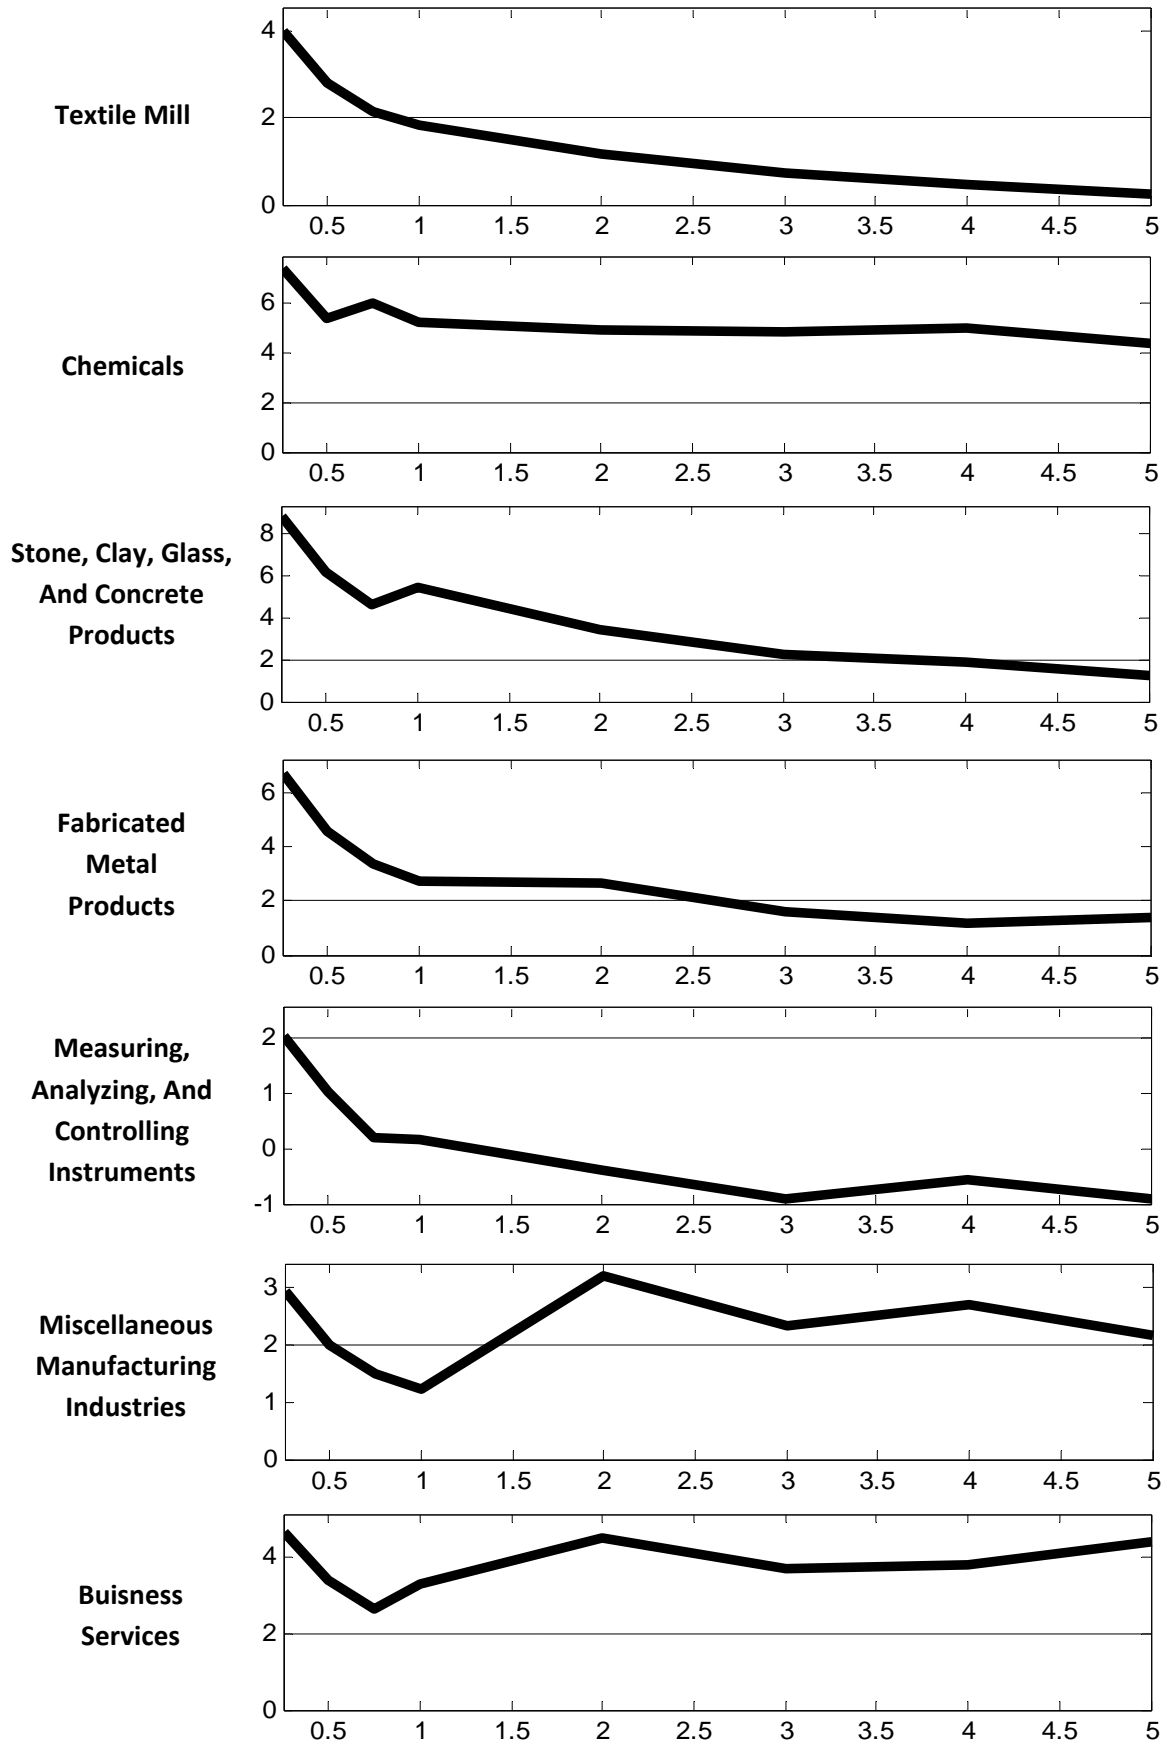 4
2
0
Textile Mill
0.5 1 1.5 2 2.5 3 3.5 4 4.5 5
6
4
2
0
Chemicals
0.5 1 1.5 2 2.5 3 3.5 4 4.5 5
8
6
4
2
0
Stone, Clay, Glass,
And Concrete
Products
0.5 1 1.5 2 2.5 3 3.5 4 4.5 5
6
4
2
0
Fabricated
Metal
Products
0.5 1 1.5 2 2.5 3 3.5 4 4.5 5
2
1
0
-1
Measuring,
Analyzing, And
Controlling
Instruments
0.5 1 1.5 2 2.5 3 3.5 4 4.5 5
3
2
1
0
Miscellaneous
Manufacturing
Industries
0.5 1 1.5 2 2.5 3 3.5 4 4.5 5
4
2
0
Buisness
Services
0.5 1 1.5 2 2.5 3 3.5 4 4.5 5